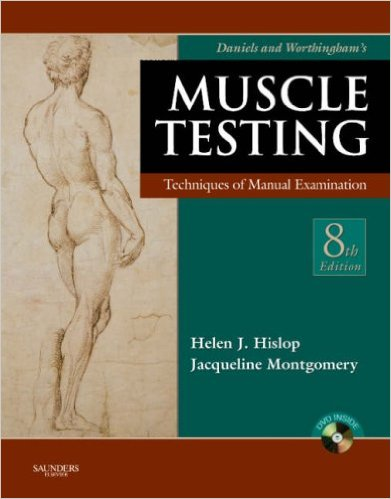 Daniels and Worthingham's
MUSCLE
TESTING
Techniques of Manual Examination
8th
Edition
Helen J. Hislop
Jacqueline Montgomery
DVD INSIDE
SAUNDERS
ELSEVIER